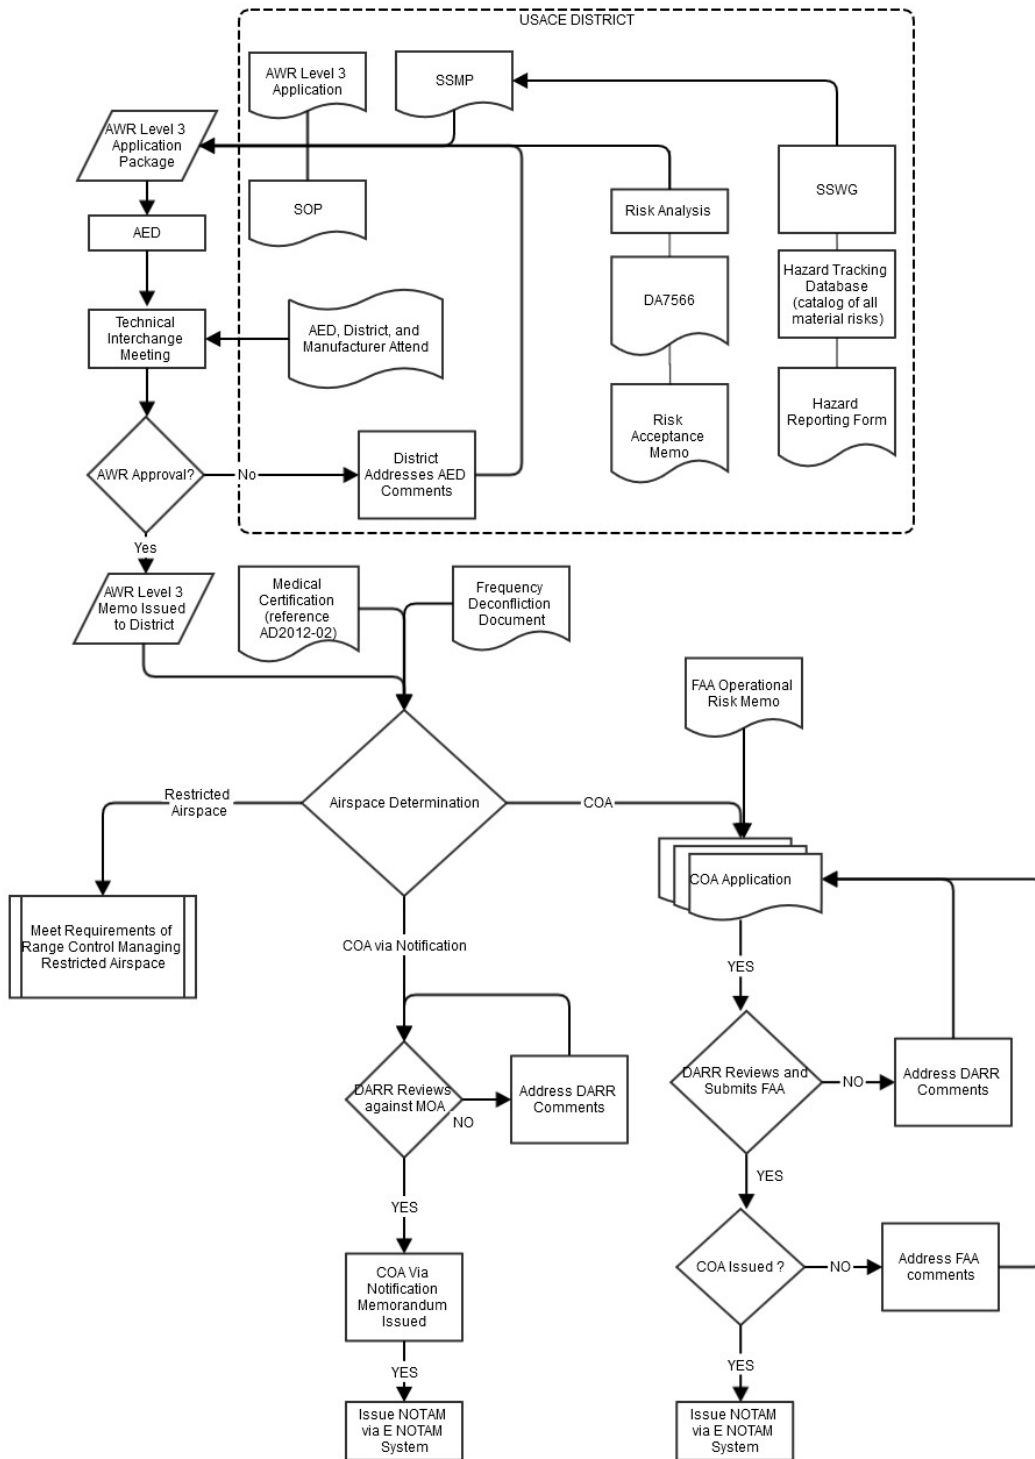 USACE DISTRICT
AWR Level 3
Application
SSMP
AWR Level 3
Application
Package
SOP
Risk Analysis
SSWG
AED
DA7566
Hazard Tracking
Database
(catalog of all
material risks)
Technical
Interchange
Meeting
AED, District, and
Manufacturer Attend
Risk
Acceptance
Memo
Hazard
Reporting Form
AWR Approval?
No
District
Addresses AED
Comments
Yes
AWR Level 3
Memo Issued
to District
Medical
Certification
(reference
AD2012-02)
Frequency
Deconfliction
Document
FAA Operational
Risk Memo
Restricted
Airspace
Airspace Determination
COA
COA Application
Meet Requirements of
Range Control Managing
Restricted Airspace
COA via Notification
YES
DARR Reviews
against MOA
NO
Address DARR
Comments
DARR Reviews and
Submits FAA
NO
Address DARR
Comments
YES
YES
COA Via
Notification
Memorandum
Issued
COA Issued ?
NO
Address FAA
comments
YES
YES
Issue NOTAM
via E NOTAM
System
Issue NOTAM
via E NOTAM
System